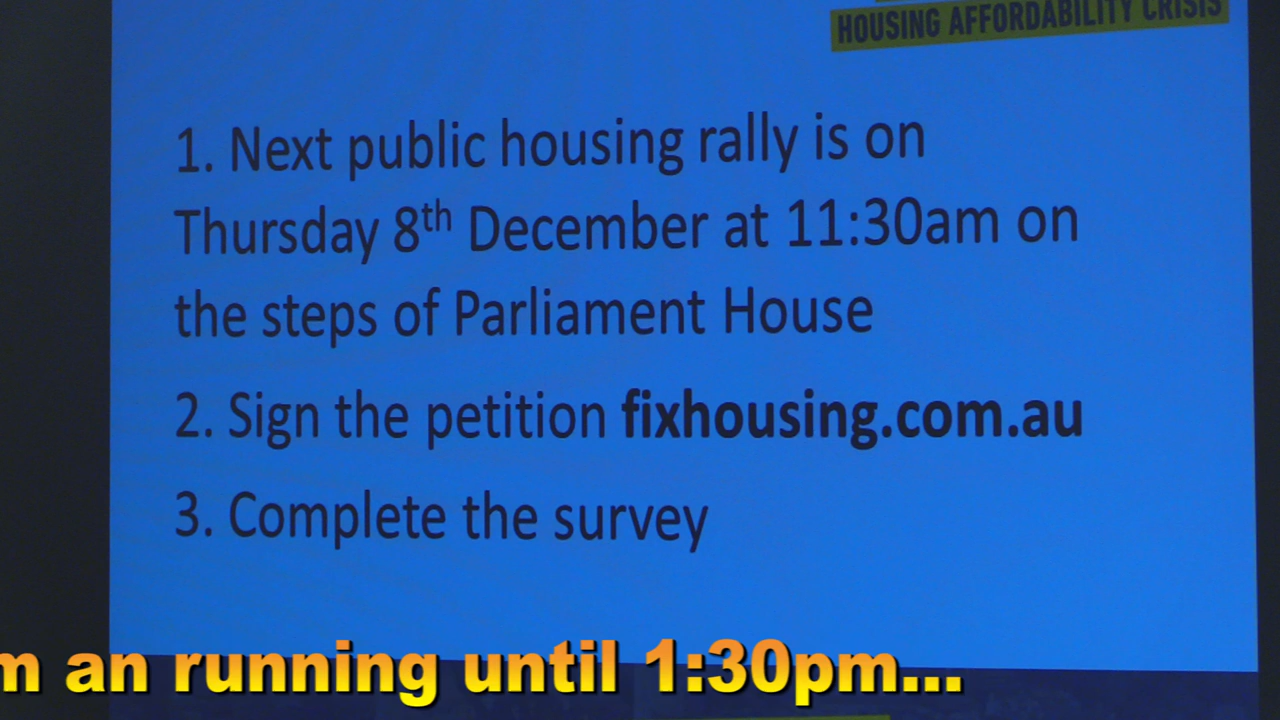 HOUSING AFFORDABILITY CRISIS
1. Next public housing rally is on
Thursday 8th December at 11:30am on
the steps of Parliament House
2. Sign the petition fixhousing.com.au
3. Complete the survey
m an running until 1:30pm...